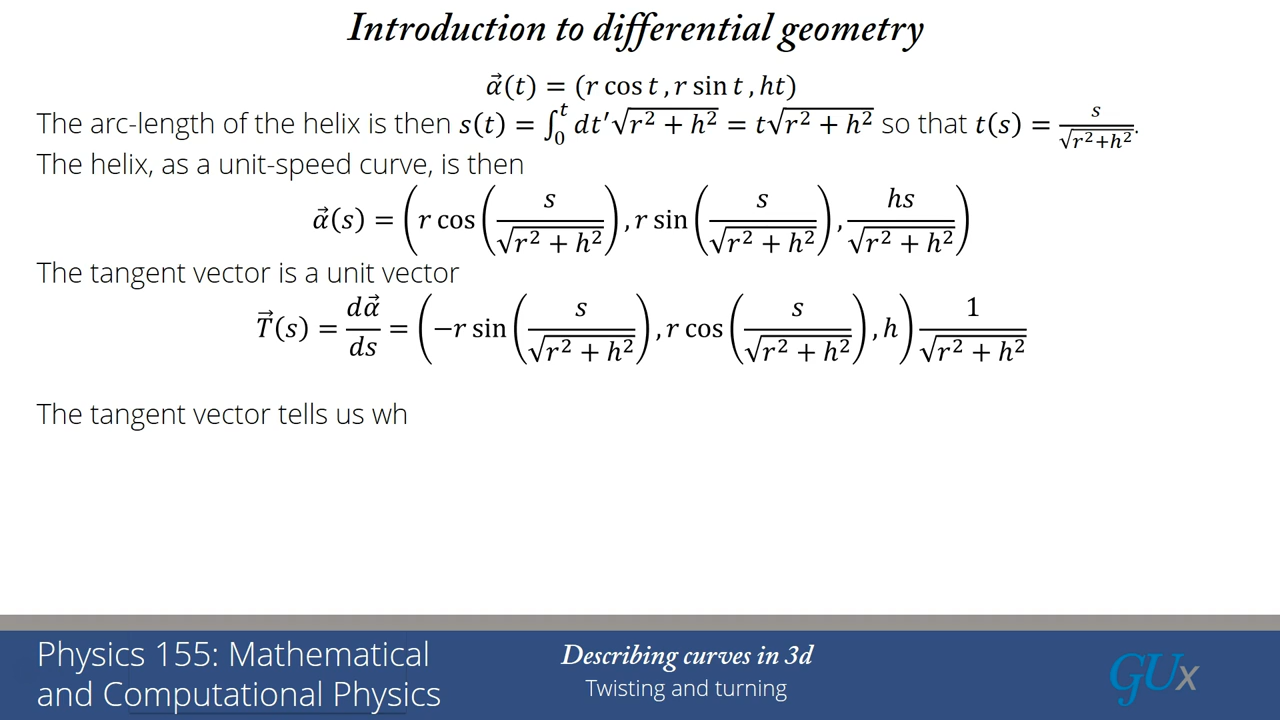 Introduction to differential geometry
α⃗(t) = (r cos t , r sin t , ht)
The arc-length of the helix is then s(t) = ∫₀ᵗ dt′√(r² + h²) = t√(r² + h²) so that t(s) = s/√(r²+h²).
The helix, as a unit-speed curve, is then
α⃗(s) = (r cos(s/√(r² + h²)), r sin(s/√(r² + h²)), hs/√(r² + h²))
The tangent vector is a unit vector
T⃗(s) = dα⃗/ds = (−r sin(s/√(r² + h²)), r cos(s/√(r² + h²)), h) 1/√(r² + h²)
The tangent vector tells us wh
Physics 155: Mathematical
and Computational Physics
Describing curves in 3d
Twisting and turning
GUx